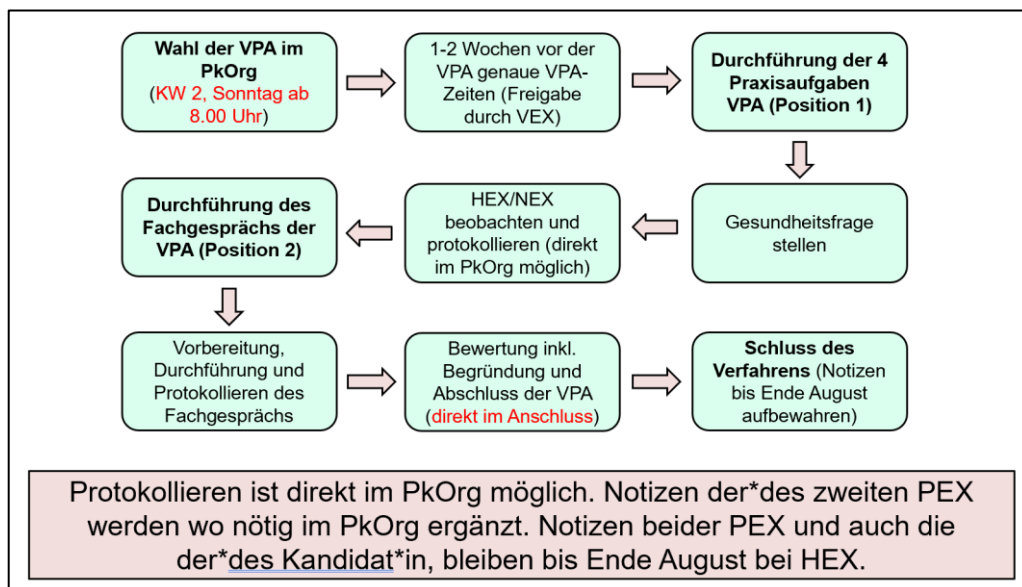 Wahl der VPA im
PkOrg
(KW 2, Sonntag ab
8.00 Uhr)
1-2 Wochen vor der
VPA genaue VPA-
Zeiten (Freigabe
durch VEX)
Durchführung der 4
Praxisaufgaben
VPA (Position 1)
Gesundheitsfrage
stellen
HEX/NEX
beobachten und
protokollieren (direkt
im PkOrg möglich)
Durchführung des
Fachgesprächs der
VPA (Position 2)
Vorbereitung,
Durchführung und
Protokollieren des
Fachgesprächs
Bewertung inkl.
Begründung und
Abschluss der VPA
(direkt im Anschluss)
Schluss des
Verfahrens (Notizen
bis Ende August
aufbewahren)
Protokollieren ist direkt im PkOrg möglich. Notizen der*des zweiten PEX
werden wo nötig im PkOrg ergänzt. Notizen beider PEX und auch die
der*des Kandidat*in, bleiben bis Ende August bei HEX.